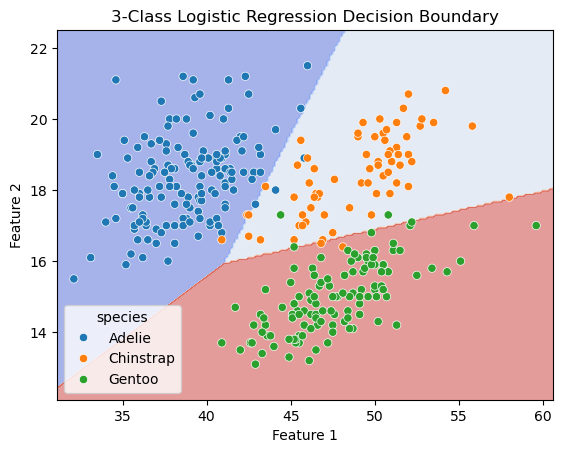 3-Class Logistic Regression Decision Boundary
22
20
18
16
14
Feature 2
species
Adelie
Chinstrap
Gentoo
35 40 45 50 55 60
Feature 1